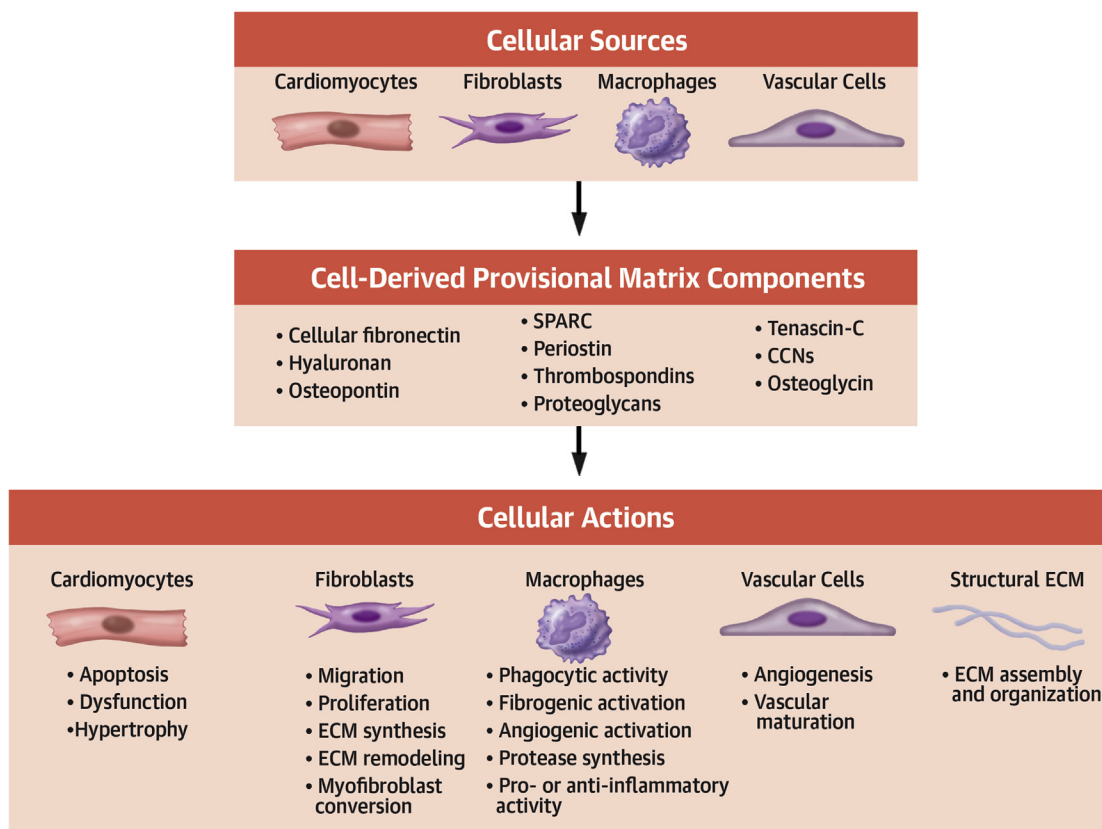 Cellular Sources
Cardiomyocytes
Fibroblasts
Macrophages
Vascular Cells
Cell-Derived Provisional Matrix Components
• Cellular fibronectin
• Hyaluronan
• Osteopontin
• SPARC
• Periostin
• Thrombospondins
• Proteoglycans
• Tenascin-C
• CCNs
• Osteoglycin
Cellular Actions
Cardiomyocytes
• Apoptosis
• Dysfunction
•Hypertrophy
Fibroblasts
• Migration
• Proliferation
• ECM synthesis
• ECM remodeling
• Myofibroblast
conversion
Macrophages
• Phagocytic activity
• Fibrogenic activation
• Angiogenic activation
• Protease synthesis
• Pro- or anti-inflammatory
activity
Vascular Cells
• Angiogenesis
• Vascular
maturation
Structural ECM
• ECM assembly
and organization